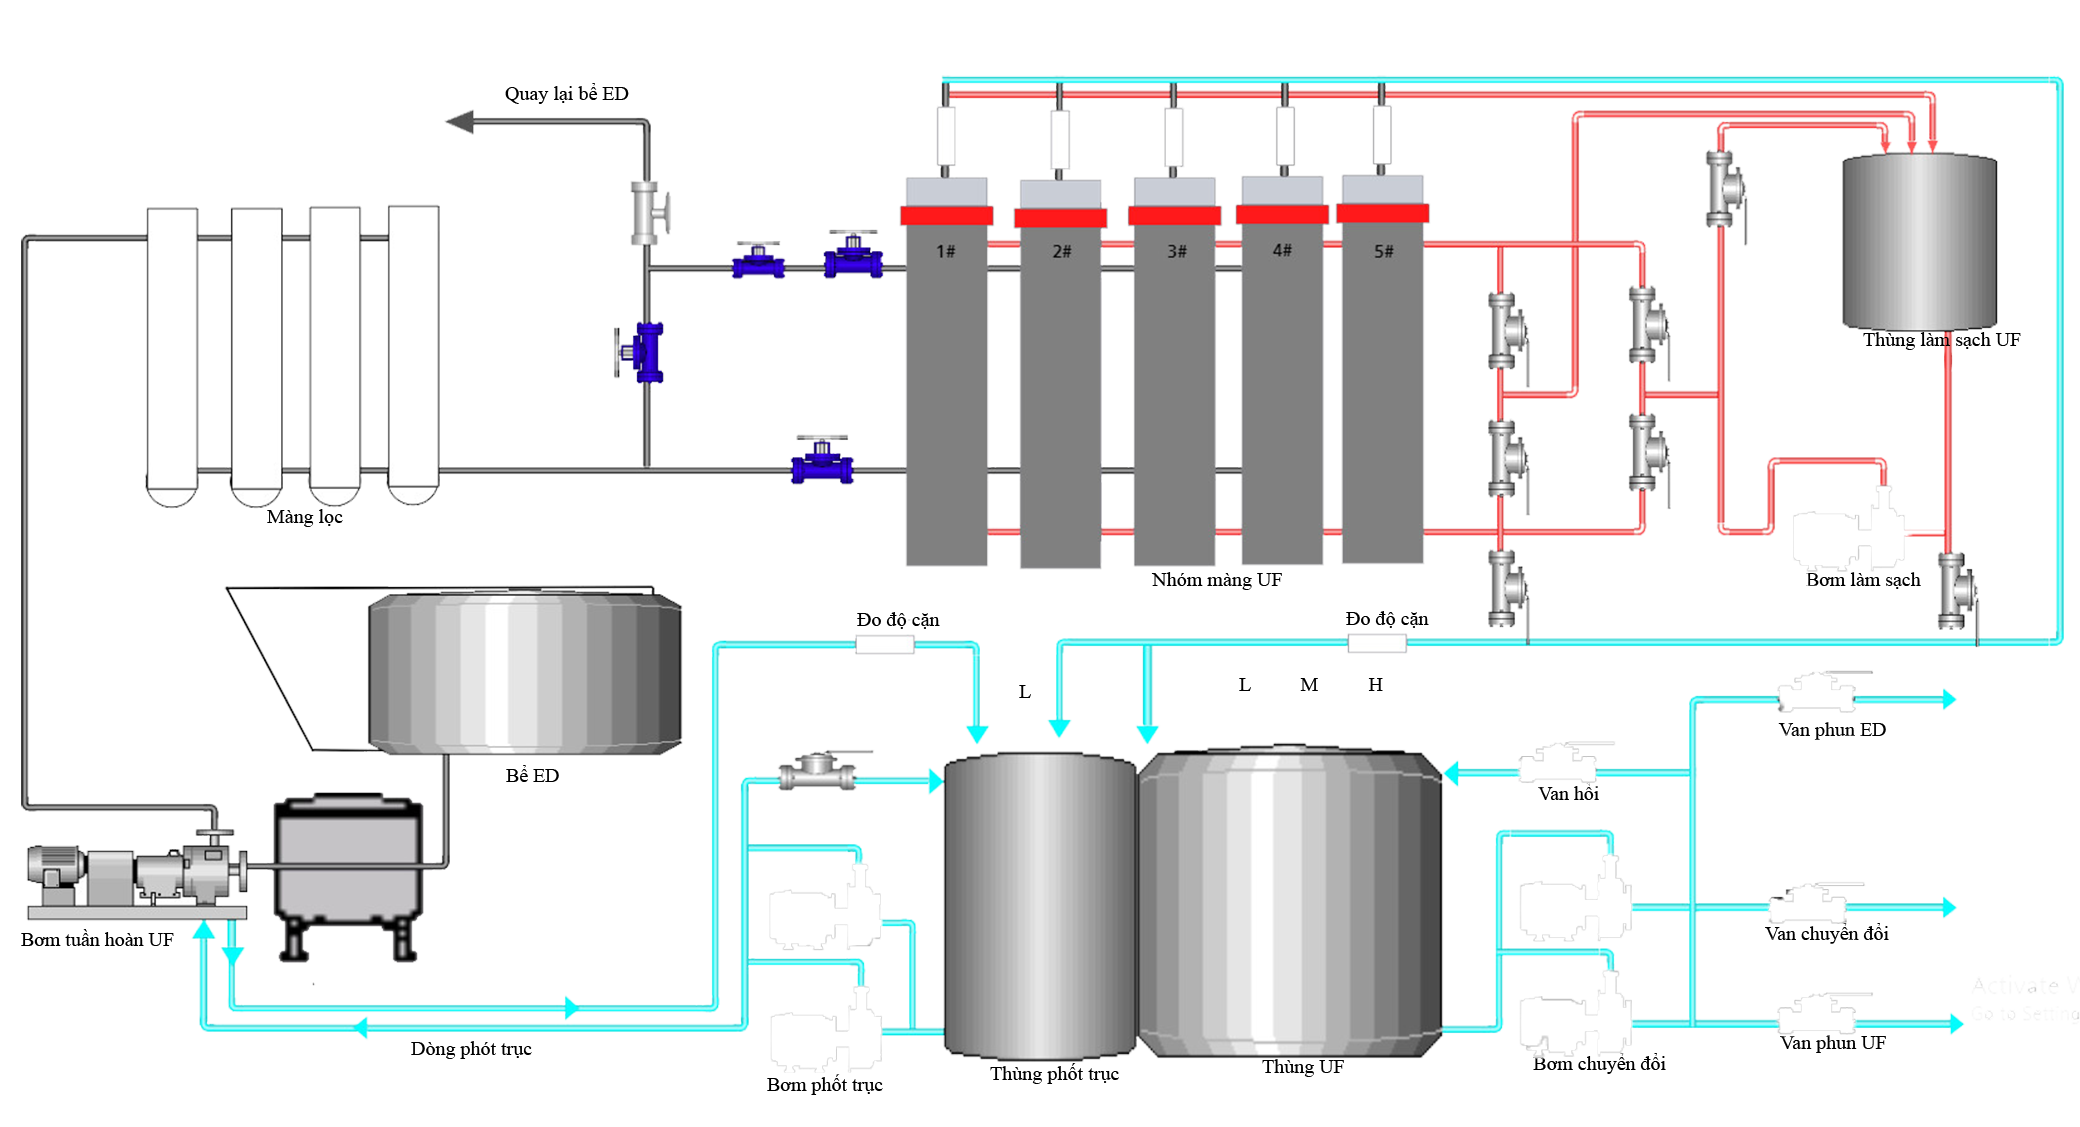 Quay lại bể ED
1#
2#
3#
4#
5#
Thùng làm sạch UF
Màng lọc
Nhóm màng UF
Bơm làm sạch
Đo độ cặn
Đo độ cặn
L
L
M
H
Van phun ED
Bể ED
Van hồi
Bơm tuần hoàn UF
Van chuyển đổi
Activate V
Go to Setting
Dòng phót trục
Van phun UF
Bơm phốt trục
Thùng phốt trục
Thùng UF
Bơm chuyển đổi